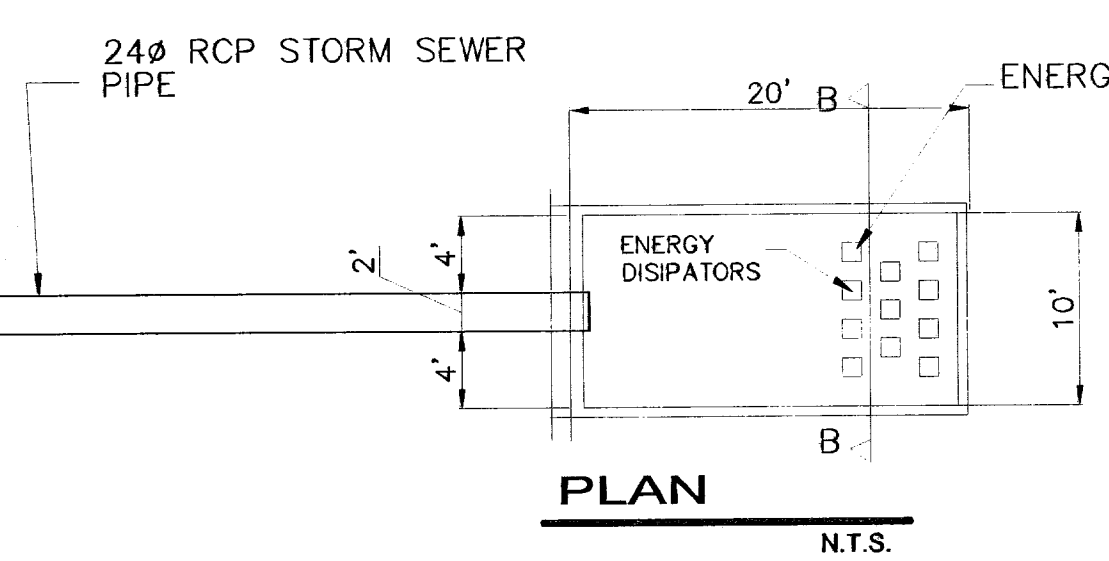 24ø RCP STORM SEWER
PIPE
20'
B
ENERG
2'
4'
4'
ENERGY
DISIPATORS
10'
B
PLAN
N.T.S.